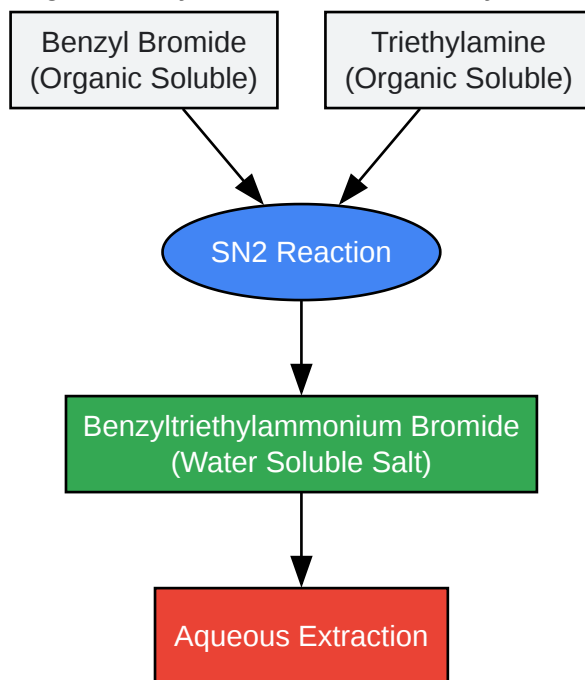 Benzyl Bromide
(Organic Soluble)
Triethylamine
(Organic Soluble)
SN2 Reaction
Benzyltriethylammonium Bromide
(Water Soluble Salt)
Aqueous Extraction